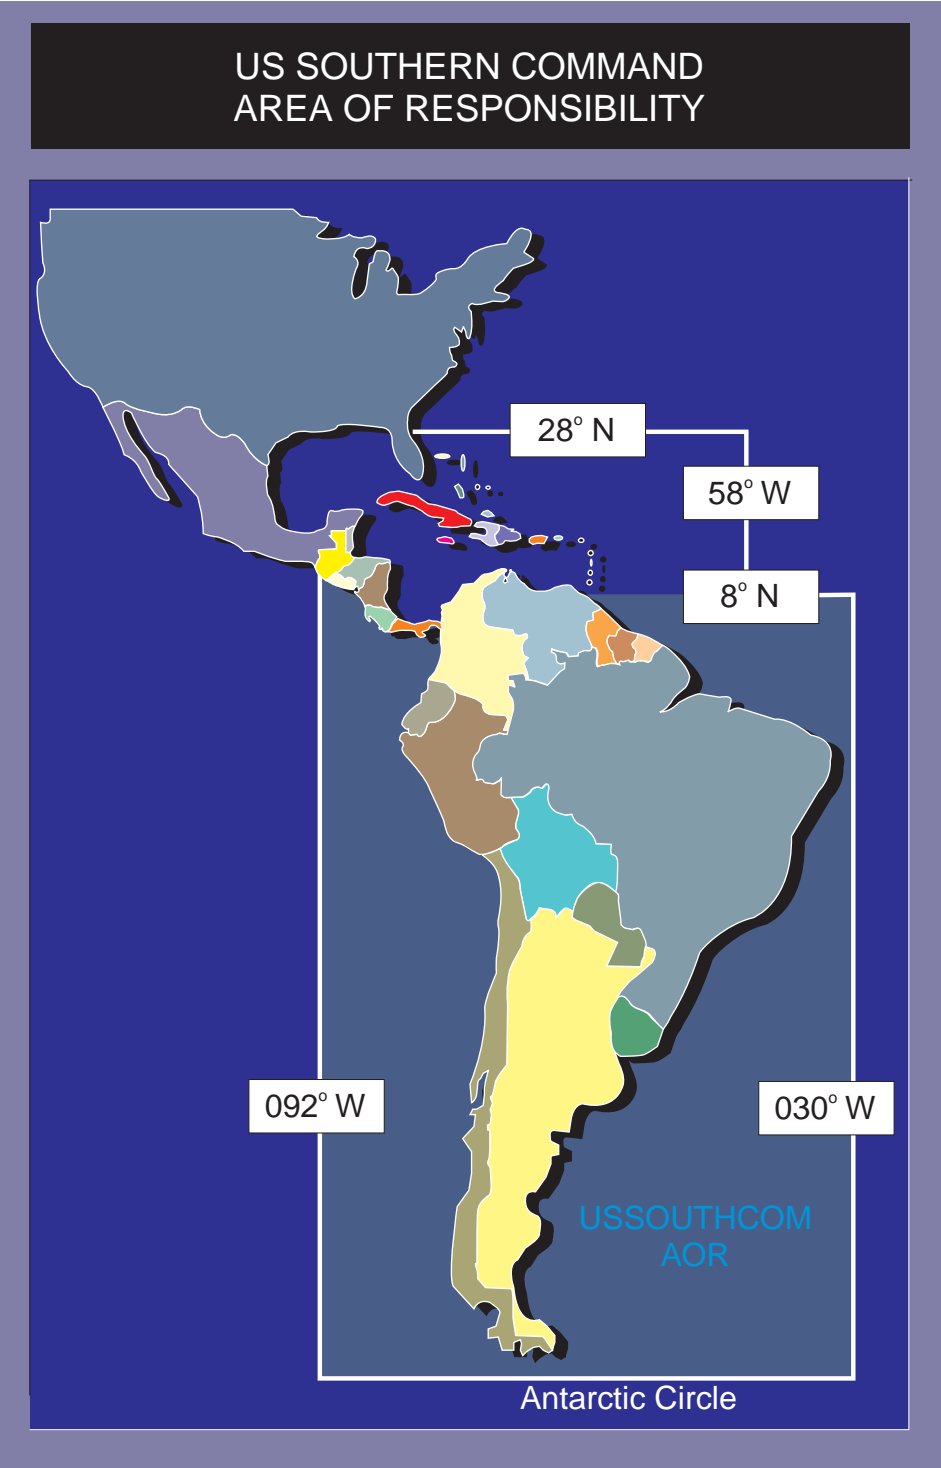 US SOUTHERN COMMAND
AREA OF RESPONSIBILITY
28° N
58° W
8° N
092° W
030° W
USSOUTHCOM
AOR
Antarctic Circle